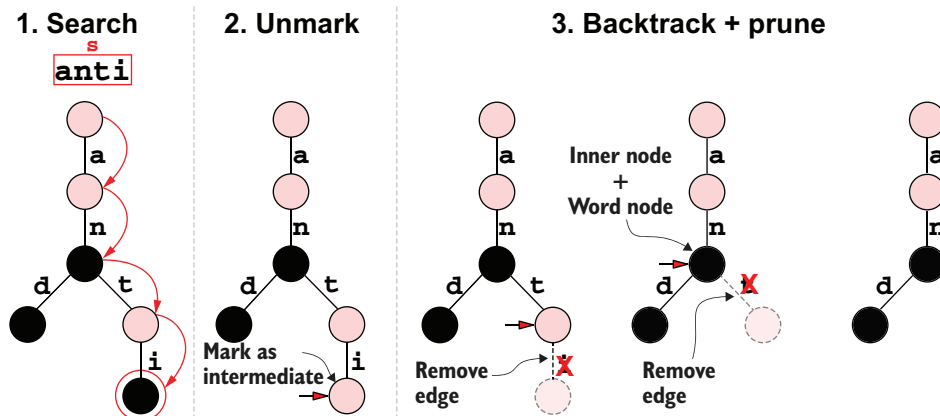 1. Search
2. Unmark
3. Backtrack + prune
s
anti
a
n
d
t
i
a
n
d
t
i
Mark as
intermediate
a
n
d
t
i
X
Remove
edge
Inner node
+
Word node
a
n
d
t
X
Remove
edge
a
n
d